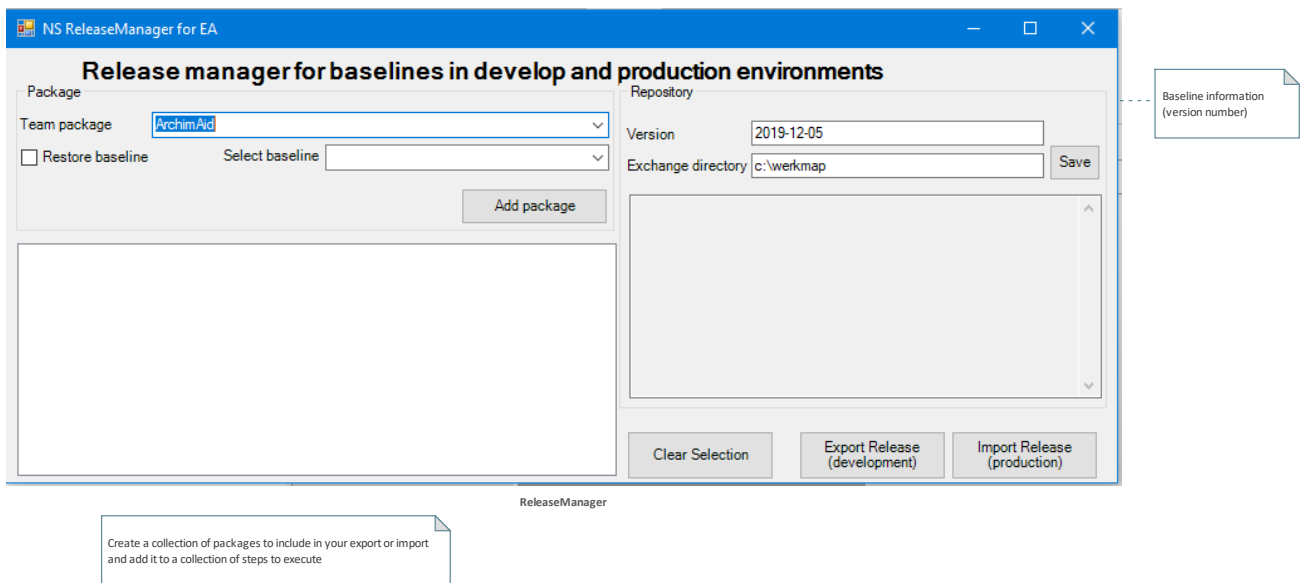 NS ReleaseManager for EA
Release manager for baselines in develop and production environments
Package
Team package
ArchimAid
Restore baseline
Select baseline
Add package
Repository
Version
2019-12-05
Exchange directory
c:\werkmap
Save
Clear Selection
Export Release
(development)
Import Release
(production)
Baseline information
(version number)
ReleaseManager
Create a collection of packages to include in your export or import
and add it to a collection of steps to execute